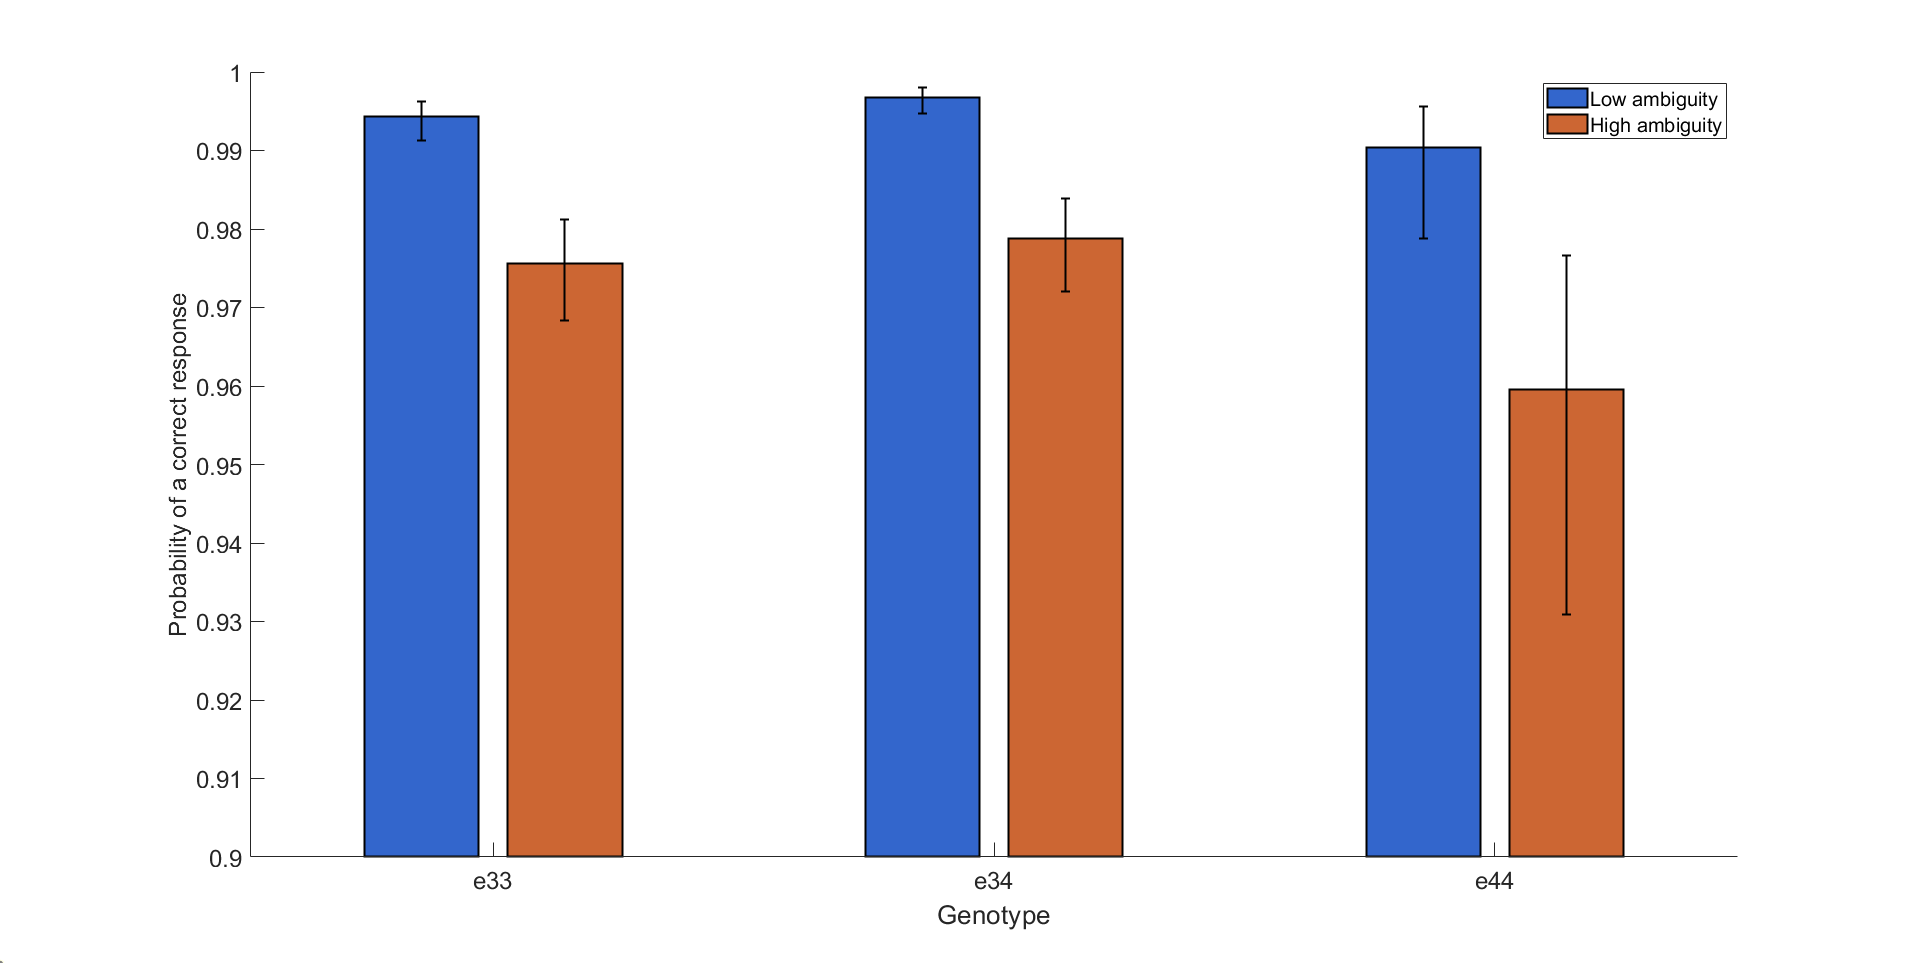 1
0.99
0.98
0.97
0.96
0.95
0.94
0.93
0.92
0.91
0.9
Probability of a correct response
Low ambiguity
High ambiguity
e33
e34
e44
Genotype